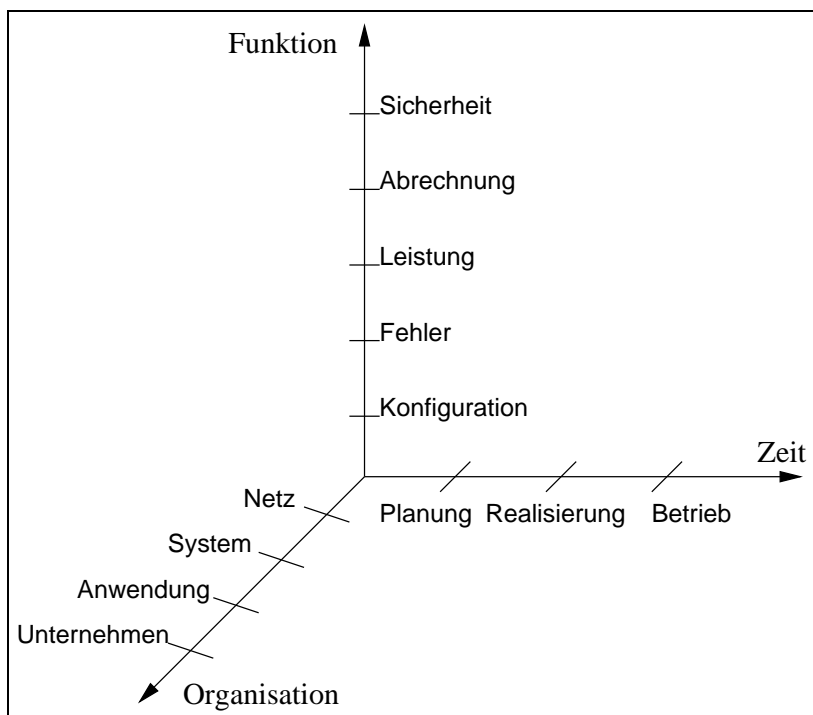 Funktion
Sicherheit
Abrechnung
Leistung
Fehler
Konfiguration
Zeit
Netz
Planung Realisierung Betrieb
System
Anwendung
Unternehmen
Organisation